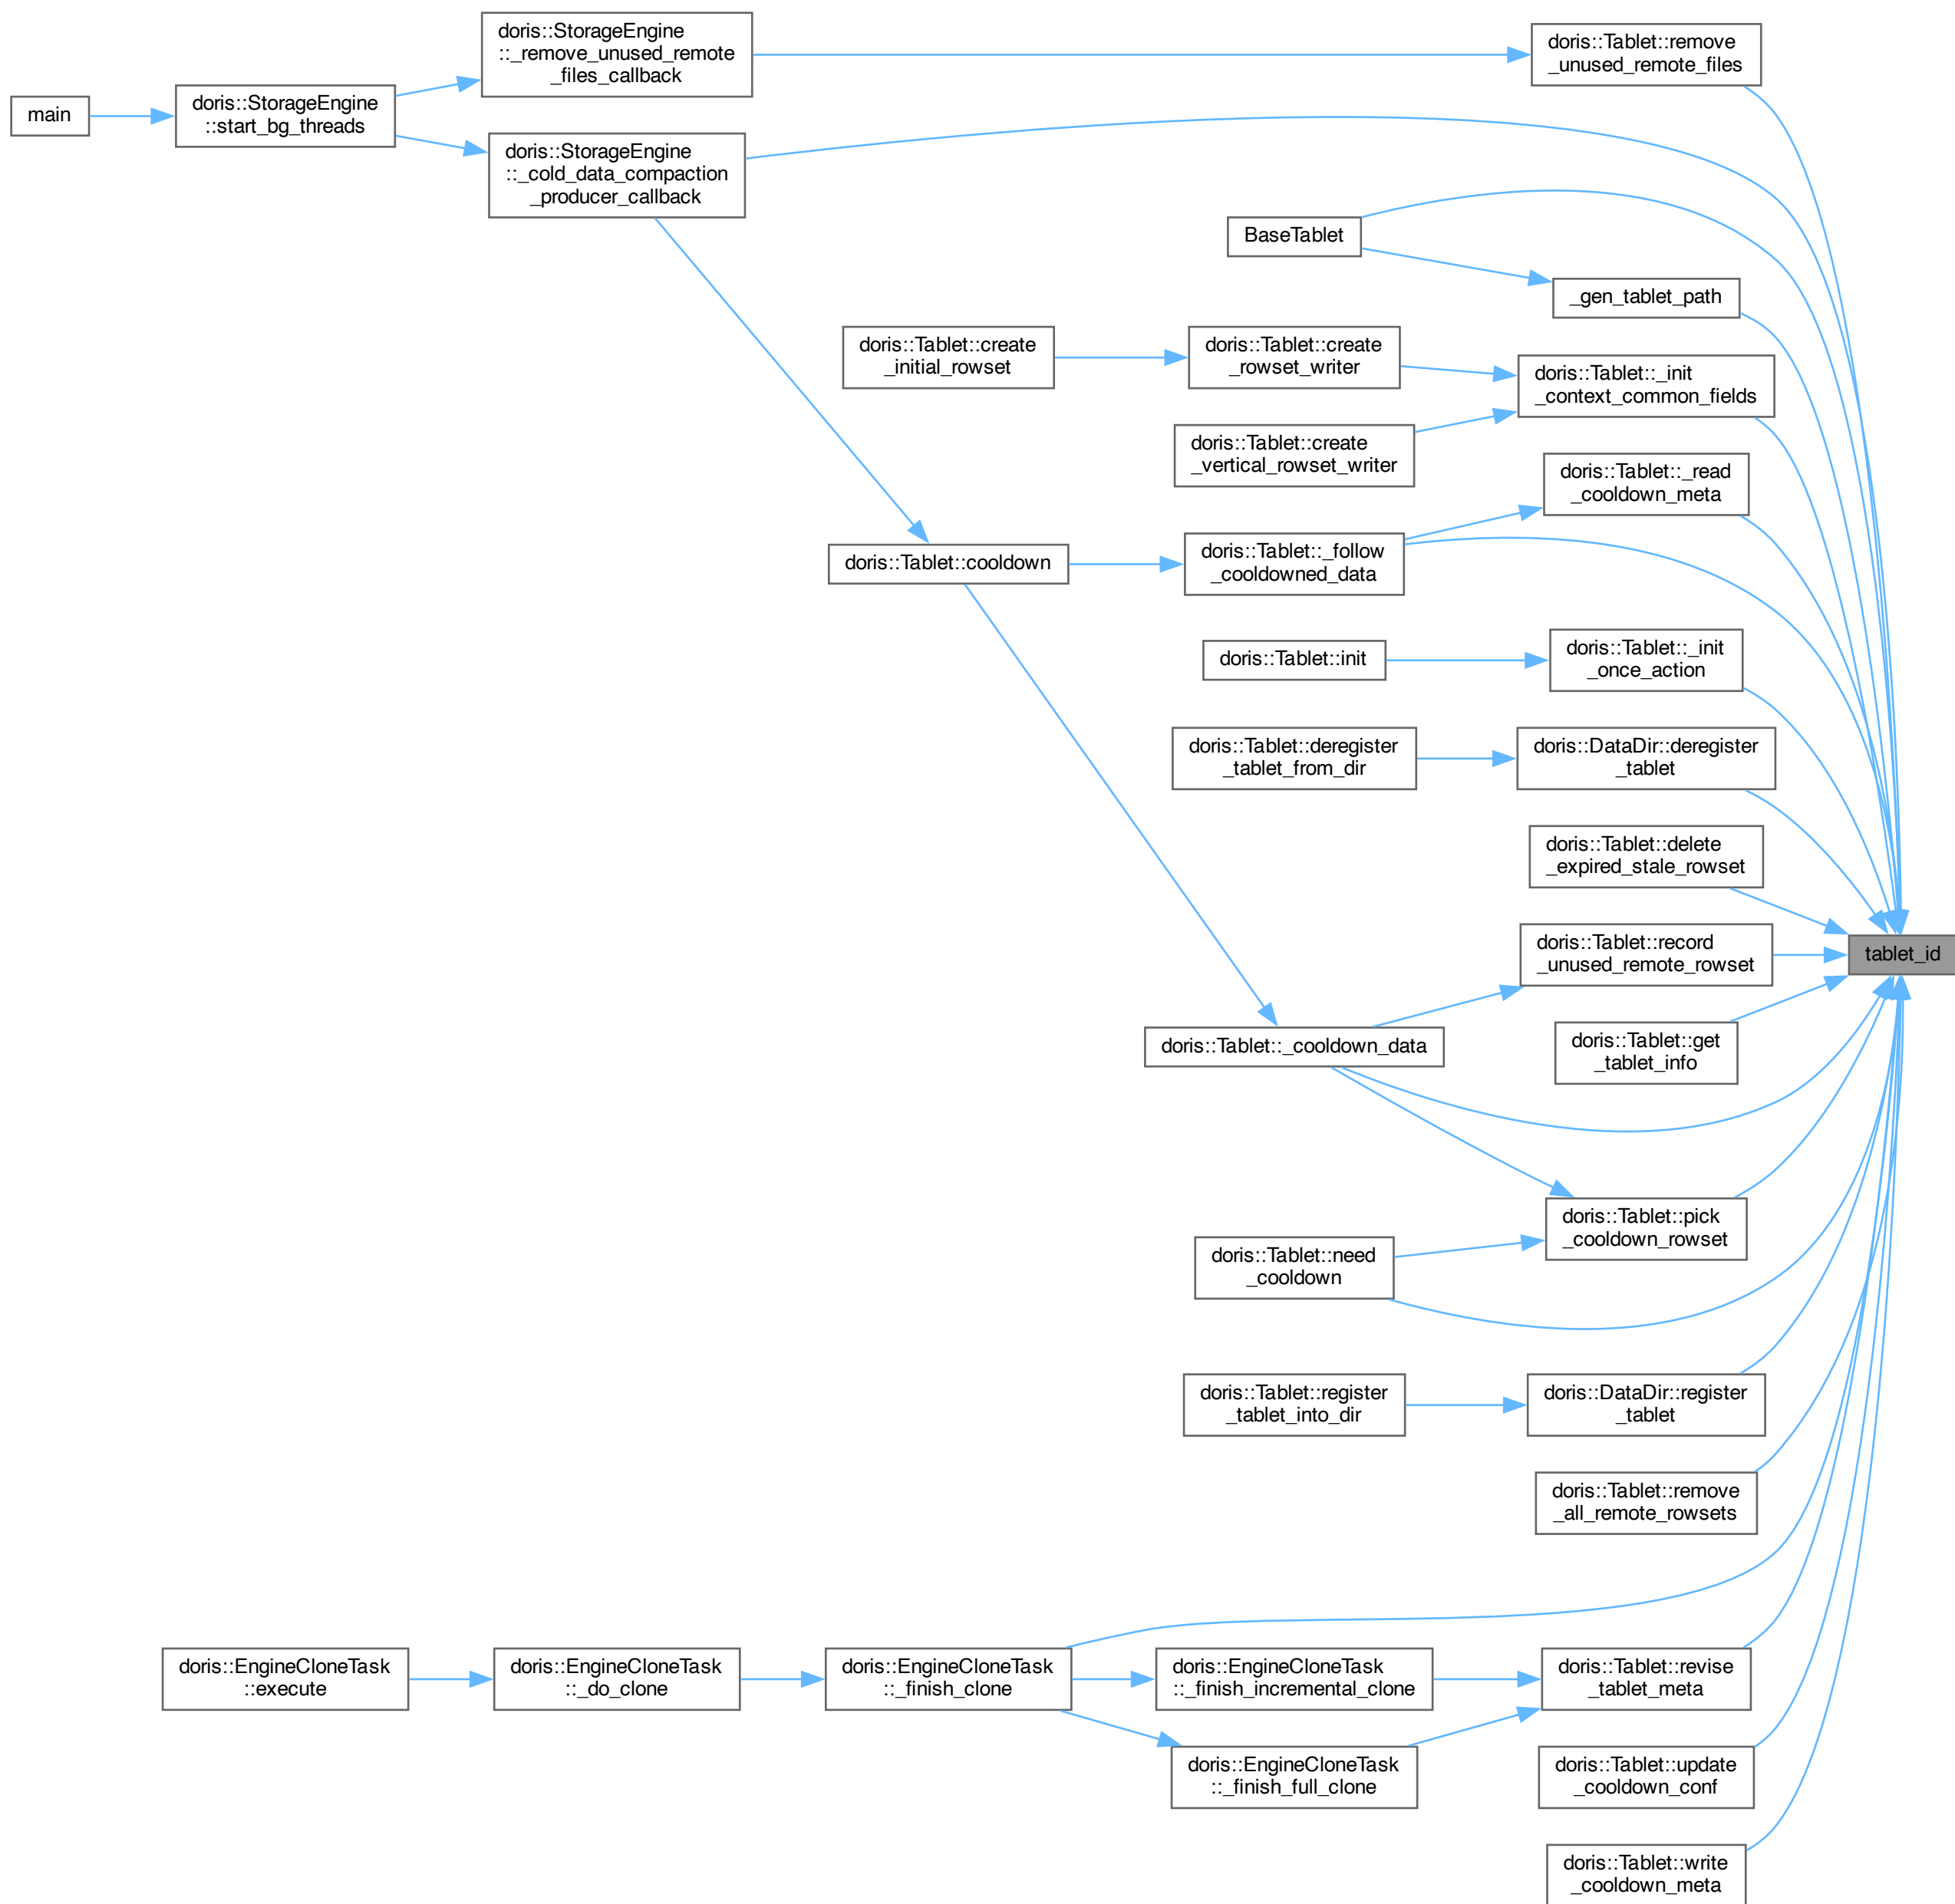 doris::StorageEngine
::_remove_unused_remote
_files_callback
doris::Tablet::remove
_unused_remote_files
main
doris::StorageEngine
::start_bg_threads
doris::StorageEngine
::_cold_data_compaction
_producer_callback
BaseTablet
_gen_tablet_path
doris::Tablet::create
_initial_rowset
doris::Tablet::create
_rowset_writer
doris::Tablet::_init
_context_common_fields
doris::Tablet::create
_vertical_rowset_writer
doris::Tablet::_read
_cooldown_meta
doris::Tablet::cooldown
doris::Tablet::_follow
_cooldowned_data
doris::Tablet::init
doris::Tablet::_init
_once_action
doris::Tablet::deregister
_tablet_from_dir
doris::DataDir::deregister
_tablet
doris::Tablet::delete
_expired_stale_rowset
doris::Tablet::record
_unused_remote_rowset
tablet_id
doris::Tablet::_cooldown_data
doris::Tablet::get
_tablet_info
doris::Tablet::pick
_cooldown_rowset
doris::Tablet::need
_cooldown
doris::Tablet::register
_tablet_into_dir
doris::DataDir::register
_tablet
doris::Tablet::remove
_all_remote_rowsets
doris::EngineCloneTask
::execute
doris::EngineCloneTask
::_do_clone
doris::EngineCloneTask
::_finish_clone
doris::EngineCloneTask
::_finish_incremental_clone
doris::Tablet::revise
_tablet_meta
doris::EngineCloneTask
::_finish_full_clone
doris::Tablet::update
_cooldown_conf
doris::Tablet::write
_cooldown_meta